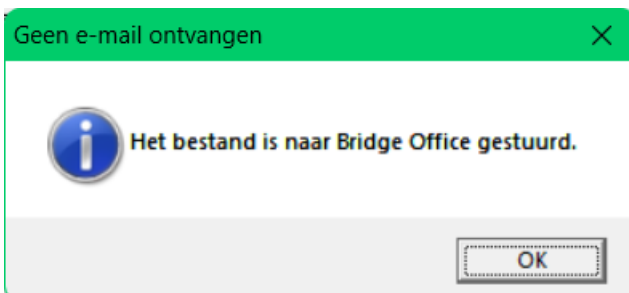 Geen e-mail ontvangen
Het bestand is naar Bridge Office gestuurd.
OK